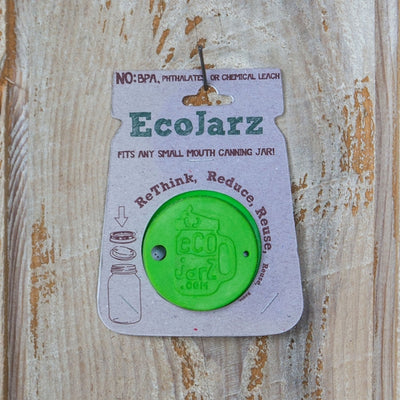 NO: BPA, PHTHALATES OR CHEMICAL LEACH
EcoJarz
FITS ANY SMALL MOUTH CANNING JAR!
ReThink, Reduce, Reuse, Reuse,
eco
jarz
.com